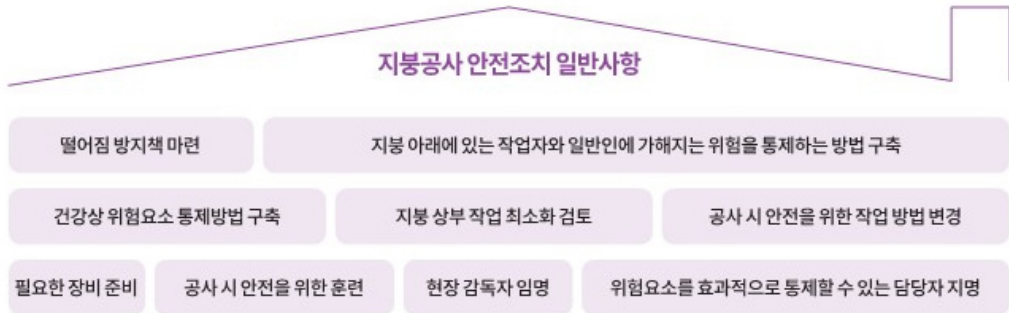 지붕공사 안전조치 일반사항
떨어짐 방지책 마련
지붕 아래에 있는 작업자와 일반인에 가해지는 위험을 통제하는 방법 구축
건강상 위험요소 통제방법 구축
지붕 상부 작업 최소화 검토
공사 시 안전을 위한 작업 방법 변경
필요한 장비 준비
공사 시 안전을 위한 훈련
현장 감독자 임명
위험요소를 효과적으로 통제할 수 있는 담당자 지명